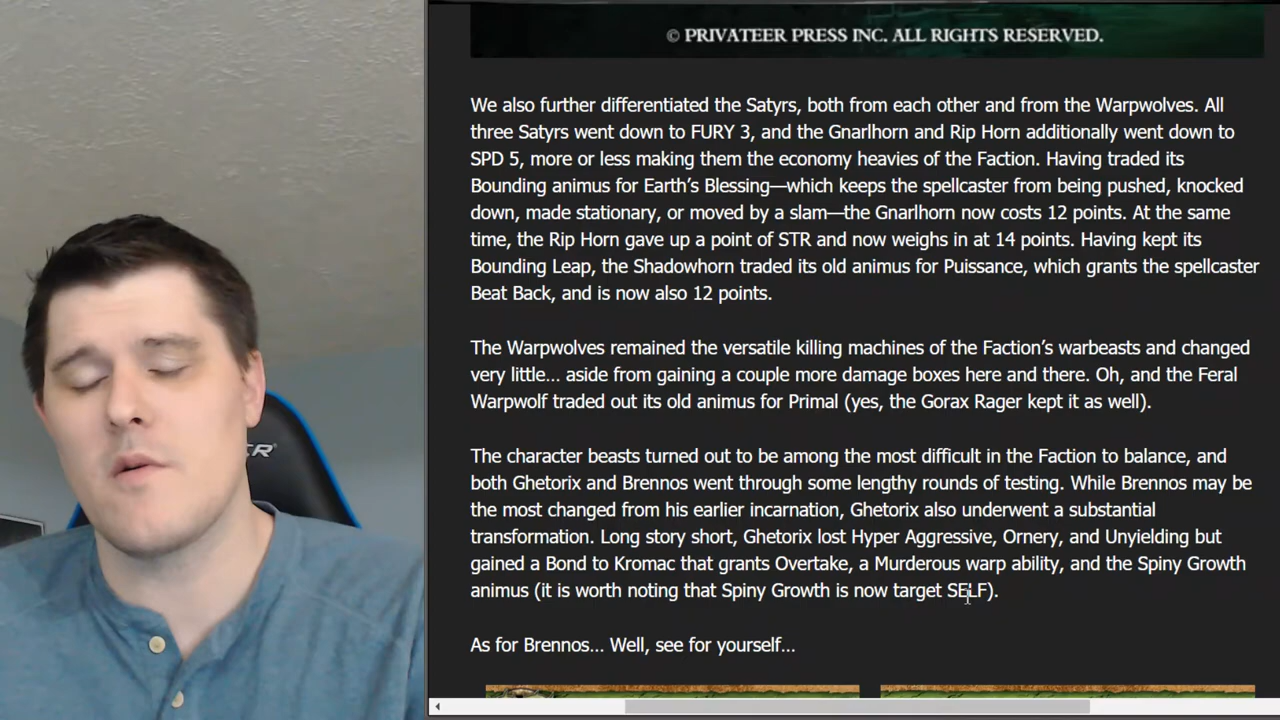 © PRIVATEER PRESS INC. ALL RIGHTS RESERVED.
We also further differentiated the Satyrs, both from each other and from the Warpwolves. All
three Satyrs went down to FURY 3, and the Gnarlhorn and Rip Horn additionally went down to
SPD 5, more or less making them the economy heavies of the Faction. Having traded its
Bounding animus for Earth's Blessing—which keeps the spellcaster from being pushed, knocked
down, made stationary, or moved by a slam—the Gnarlhorn now costs 12 points. At the same
time, the Rip Horn gave up a point of STR and now weighs in at 14 points. Having kept its
Bounding Leap, the Shadowhorn traded its old animus for Puissance, which grants the spellcaster
Beat Back, and is now also 12 points.
The Warpwolves remained the versatile killing machines of the Faction's warbeasts and changed
very little… aside from gaining a couple more damage boxes here and there. Oh, and the Feral
Warpwolf traded out its old animus for Primal (yes, the Gorax Rager kept it as well).
The character beasts turned out to be among the most difficult in the Faction to balance, and
both Ghetorix and Brennos went through some lengthy rounds of testing. While Brennos may be
the most changed from his earlier incarnation, Ghetorix also underwent a substantial
transformation. Long story short, Ghetorix lost Hyper Aggressive, Ornery, and Unyielding but
gained a Bond to Kromac that grants Overtake, a Murderous warp ability, and the Spiny Growth
animus (it is worth noting that Spiny Growth is now target SELF).
As for Brennos… Well, see for yourself…